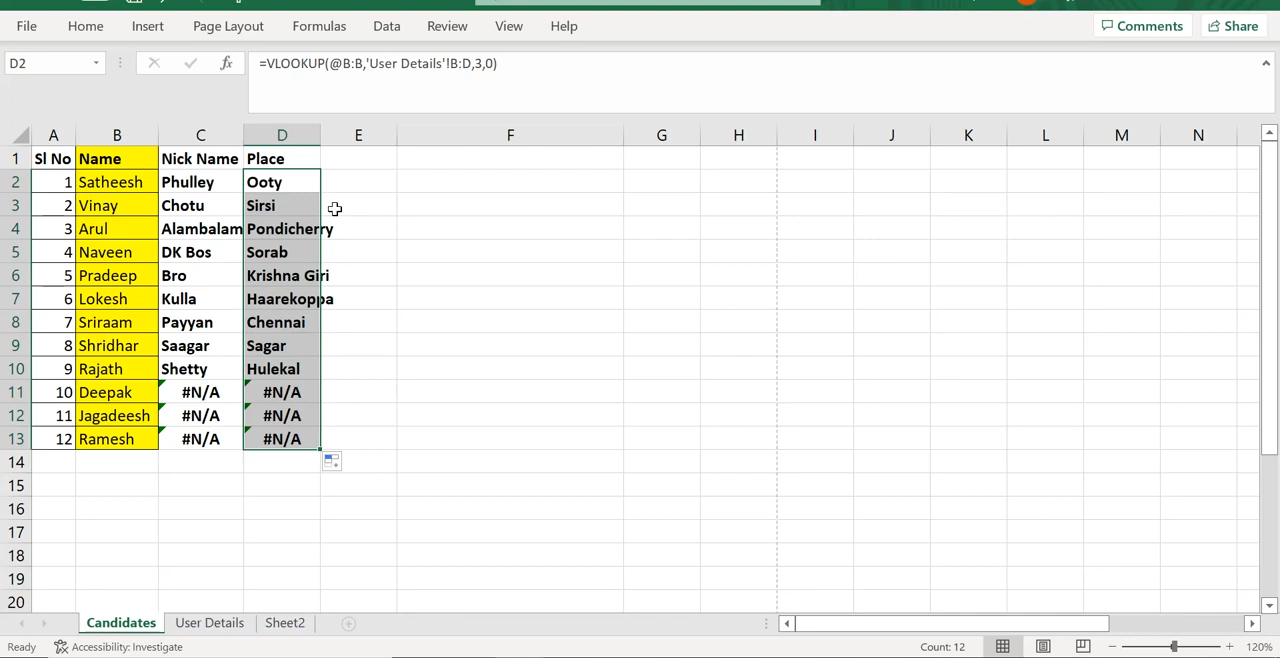 File Home Insert Page Layout Formulas Data Review View Help Comments Share
D2 fx =VLOOKUP(@B:B,'User Details'!B:D,3,0)
A B C D E F G H I J K L M N
1 Sl No Name Nick Name Place
2 1 Satheesh Phulley Ooty
3 2 Vinay Chotu Sirsi
4 3 Arul Alambalam Pondicherry
5 4 Naveen DK Bos Sorab
6 5 Pradeep Bro Krishna Giri
7 6 Lokesh Kulla Haarekoppa
8 7 Sriraam Payyan Chennai
9 8 Shridhar Saagar Sagar
10 9 Rajath Shetty Hulekal
11 10 Deepak #N/A #N/A
12 11 Jagadeesh #N/A #N/A
13 12 Ramesh #N/A #N/A
14
15
16
17
18
19
20
Candidates User Details Sheet2
Ready Accessibility: Investigate Count: 12 120%